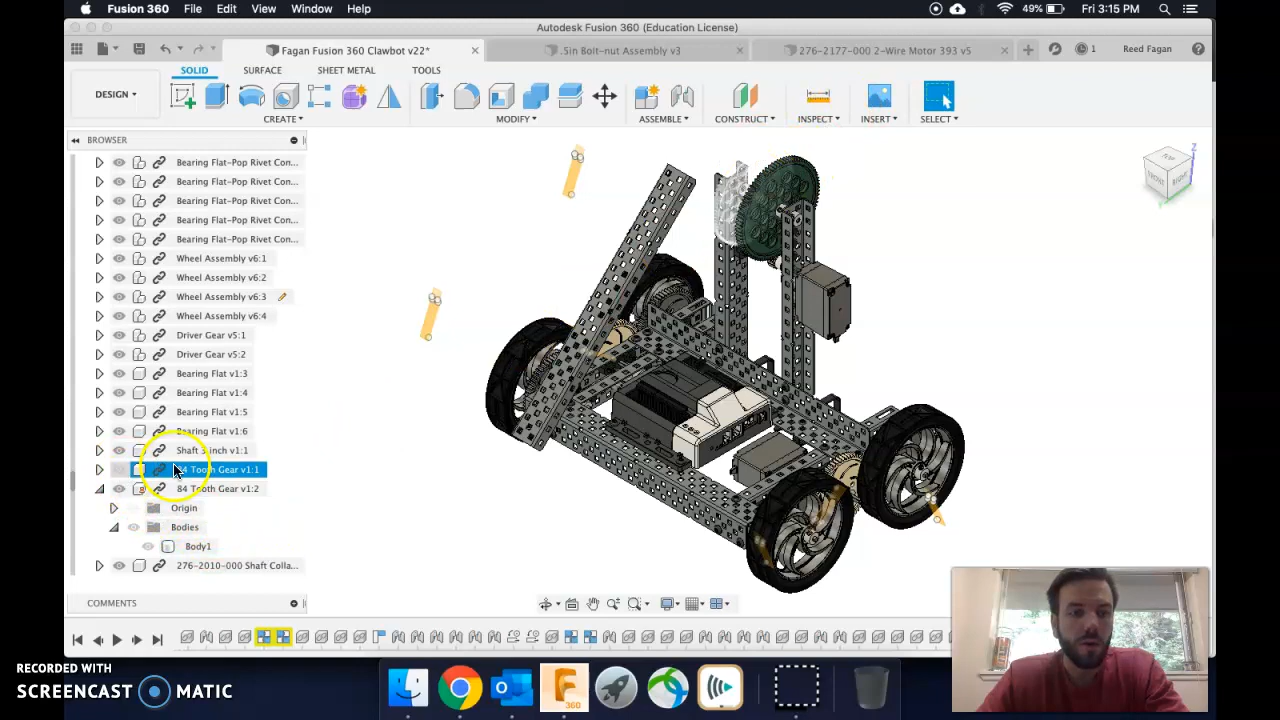 Fusion 360 File Edit View Window Help 49% Fri 3:15 PM
Autodesk Fusion 360 (Education License)
Fagan Fusion 360 Clawbot v22* .5in Bolt-nut Assembly v3 276-2177-000 2-Wire Motor 393 v5 1 Reed Fagan
SOLID SURFACE SHEET METAL TOOLS
DESIGN
CREATE MODIFY ASSEMBLE CONSTRUCT INSPECT INSERT SELECT
BROWSER
Bearing Flat-Pop Rivet Con...
Bearing Flat-Pop Rivet Con...
Bearing Flat-Pop Rivet Con...
Bearing Flat-Pop Rivet Con...
Bearing Flat-Pop Rivet Con...
Wheel Assembly v6:1
Wheel Assembly v6:2
Wheel Assembly v6:3
Wheel Assembly v6:4
Driver Gear v5:1
Driver Gear v5:2
Bearing Flat v1:3
Bearing Flat v1:4
Bearing Flat v1:5
Bearing Flat v1:6
Shaft 3 inch v1:1
84 Tooth Gear v1:1
84 Tooth Gear v1:2
Origin
Bodies
Body1
276-2010-000 Shaft Colla...
COMMENTS
TOP
FRONT RIGHT
Z
RECORDED WITH
SCREENCAST MATIC
F
360